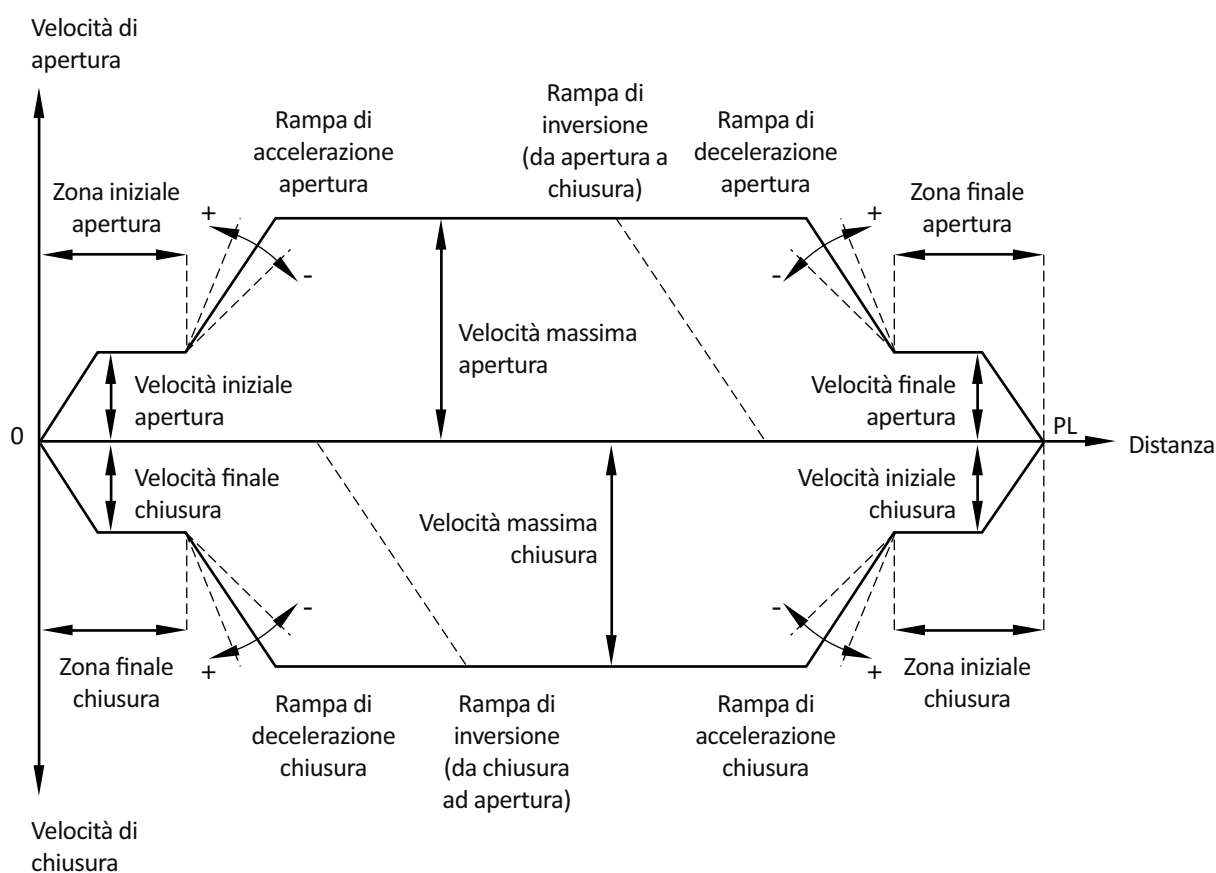 Velocità di
apertura
Rampa di
accelerazione
apertura
Rampa di
inversione
(da apertura a
chiusura)
Rampa di
decelerazione
apertura
Zona iniziale
apertura
Zona finale
apertura
+
-
+
-
Velocità massima
apertura
Velocità iniziale
apertura
Velocità finale
apertura
0
PL
Distanza
Velocità finale
chiusura
Velocità iniziale
chiusura
Velocità massima
chiusura
-
+
-
+
Zona finale
chiusura
Zona iniziale
chiusura
Rampa di
decelerazione
chiusura
Rampa di
inversione
(da chiusura
ad apertura)
Rampa di
accelerazione
chiusura
Velocità di
chiusura